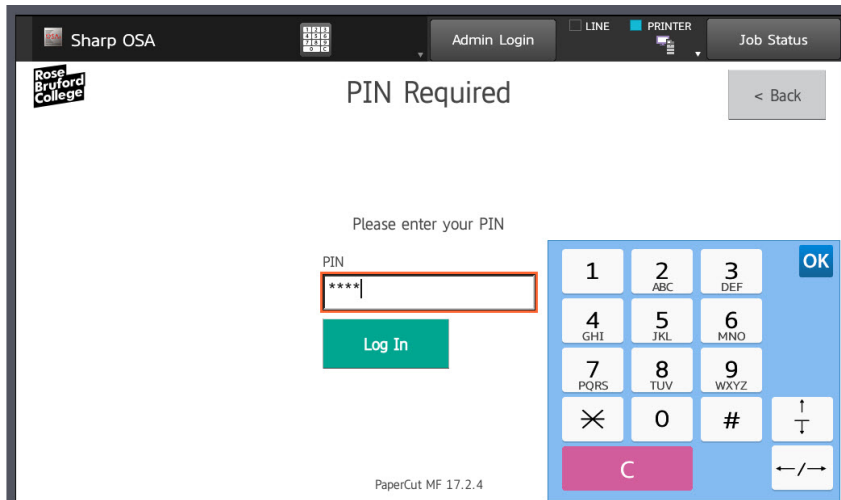 Sharp OSA
Admin Login
LINE
PRINTER
Job Status
Rose
Bruford
College
PIN Required
< Back
Please enter your PIN
PIN
****
Log In
OK
1
2
ABC
3
DEF
4
GHI
5
JKL
6
MNO
7
PQRS
8
TUV
9
WXYZ
0
#
C
←/→
PaperCut MF 17.2.4